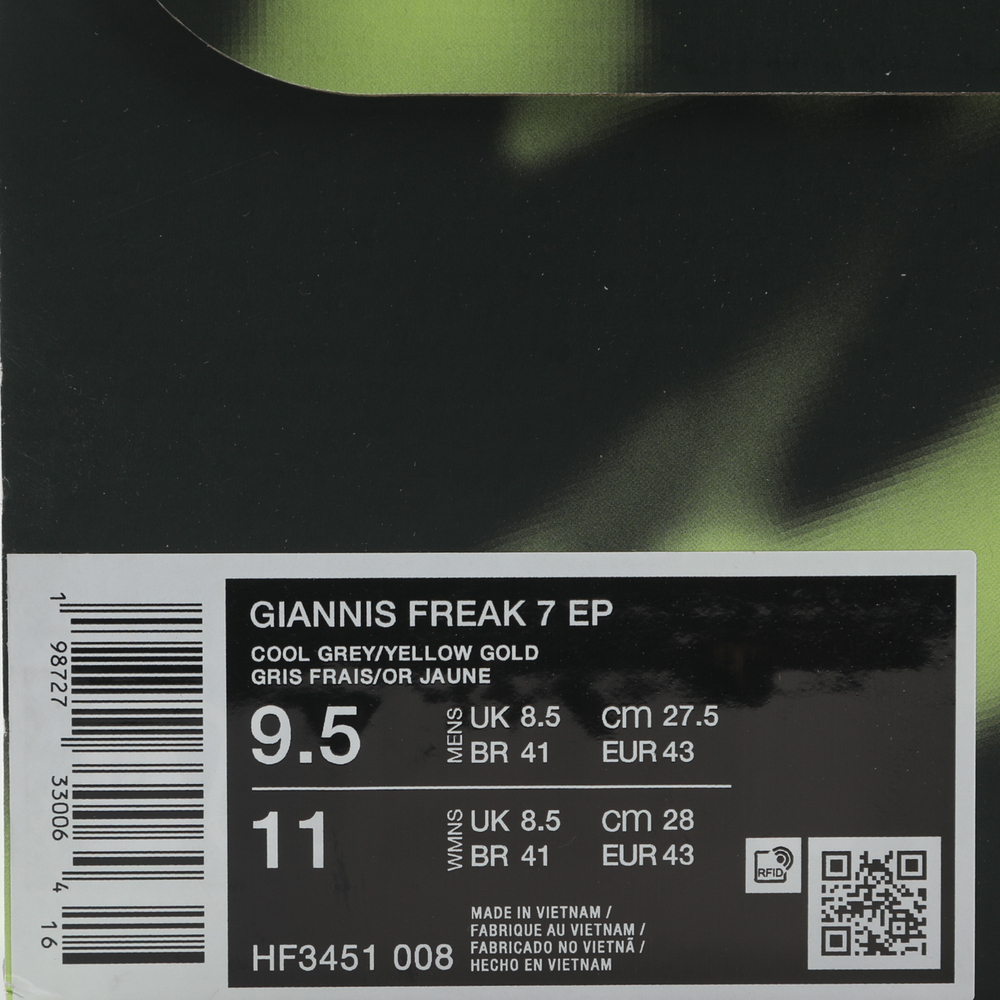 GIANNIS FREAK 7 EP
COOL GREY/YELLOW GOLD
GRIS FRAIS/OR JAUNE
9.5 MENS UK 8.5 cm 27.5
BR 41 EUR 43
11 WMNS UK 8.5 cm 28
BR 41 EUR 43
RFID
MADE IN VIETNAM /
FABRIQUE AU VIETNAM /
FABRICADO NO VIETNÃ /
HECHO EN VIETNAM
HF3451 008
1 98727 33006 4 16